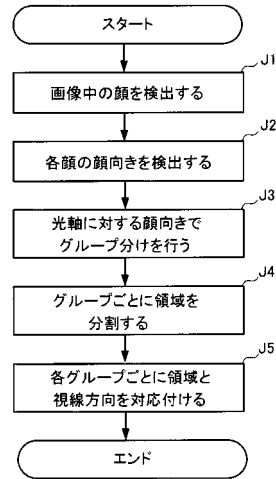 スタート
J1
画像中の顔を検出する
J2
各顔の顔向きを検出する
J3
光軸に対する顔向きで
グループ分けを行う
J4
グループごとに領域を
分割する
J5
各グループごとに領域と
視線方向を対応付ける
エンド